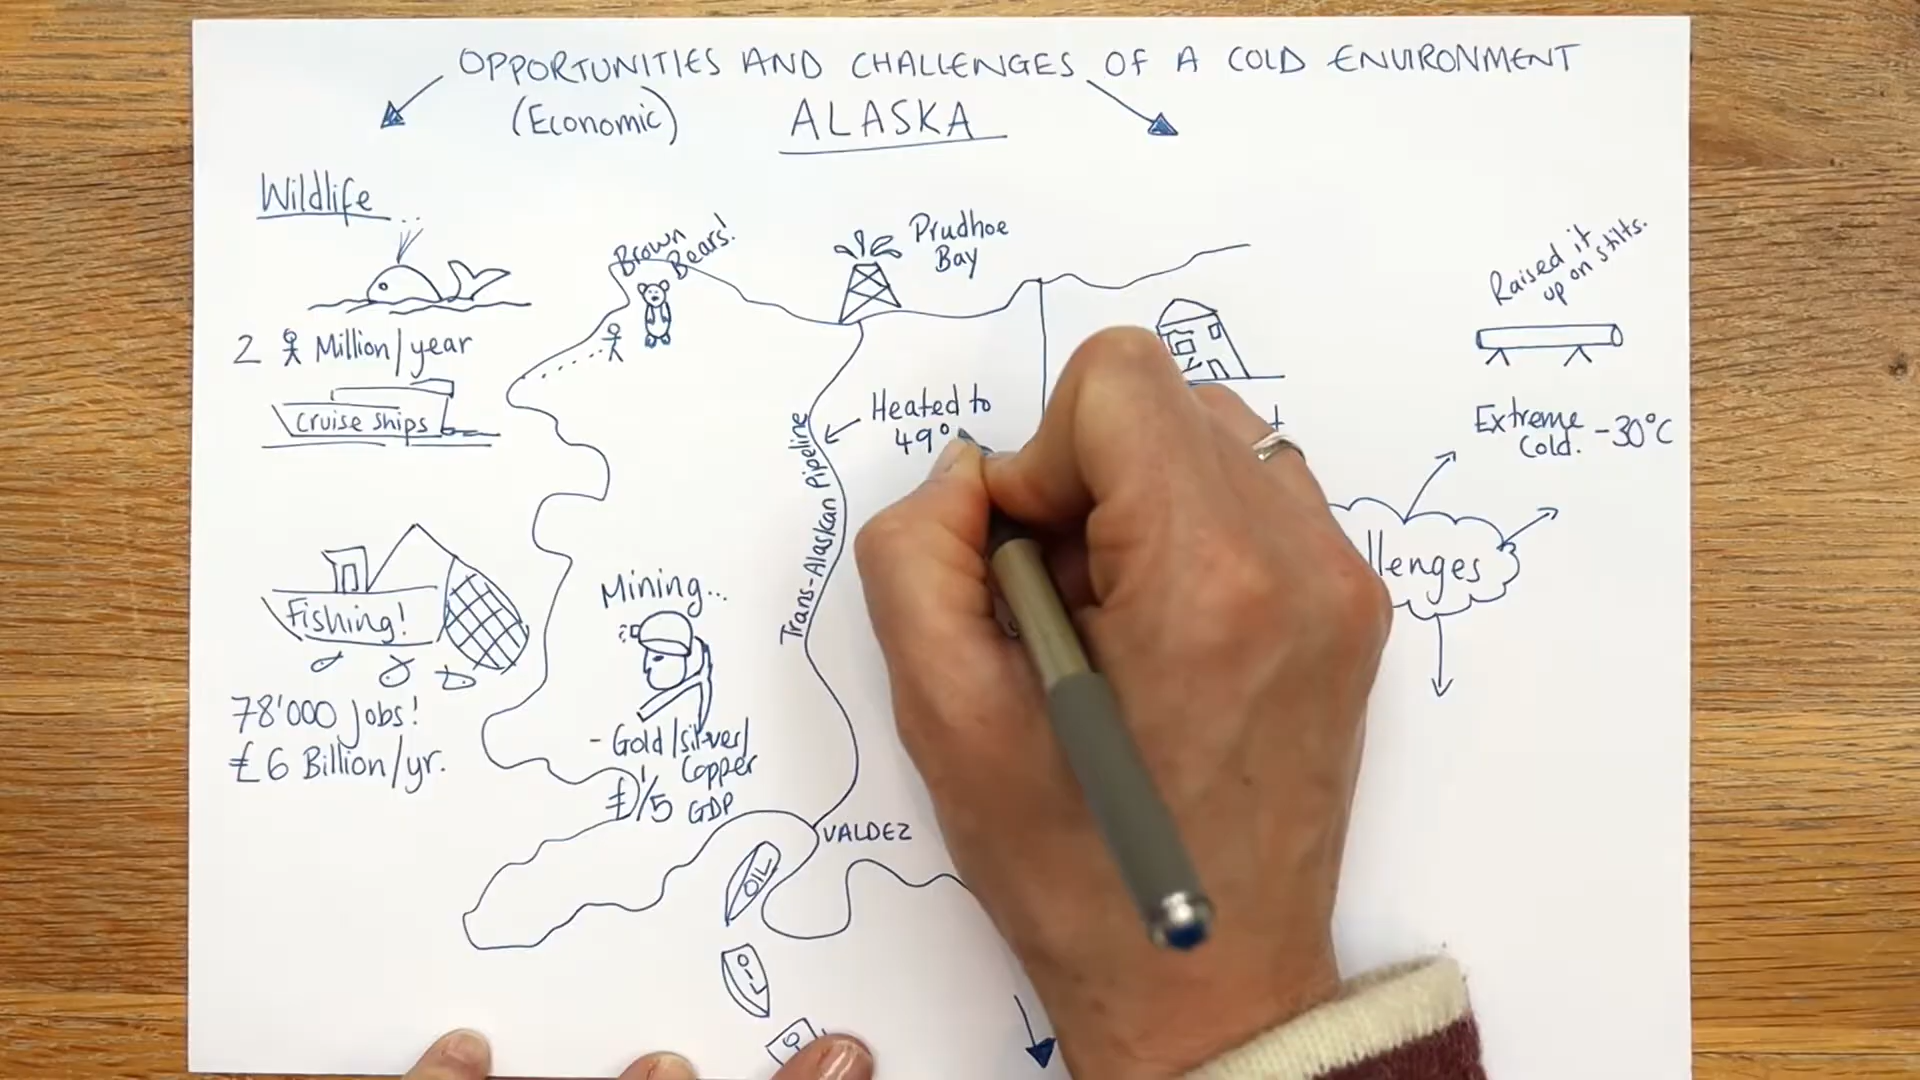 OPPORTUNITIES AND CHALLENGES OF A COLD ENVIRONMENT
(Economic)
ALASKA
Wildlife
2 Million/year
Cruise Ships
Fishing!
78'000 Jobs!
£6 Billion/yr.
Brown
Bears!
Prudhoe
Bay
Heated to
49°
Trans-Alaskan Pipeline
Mining...
- Gold/silver/
Copper
£ 1/5 GDP
VALDEZ
OIL
OIL
Raised it
up on stilts.
Extreme
Cold. -30°C
llenges